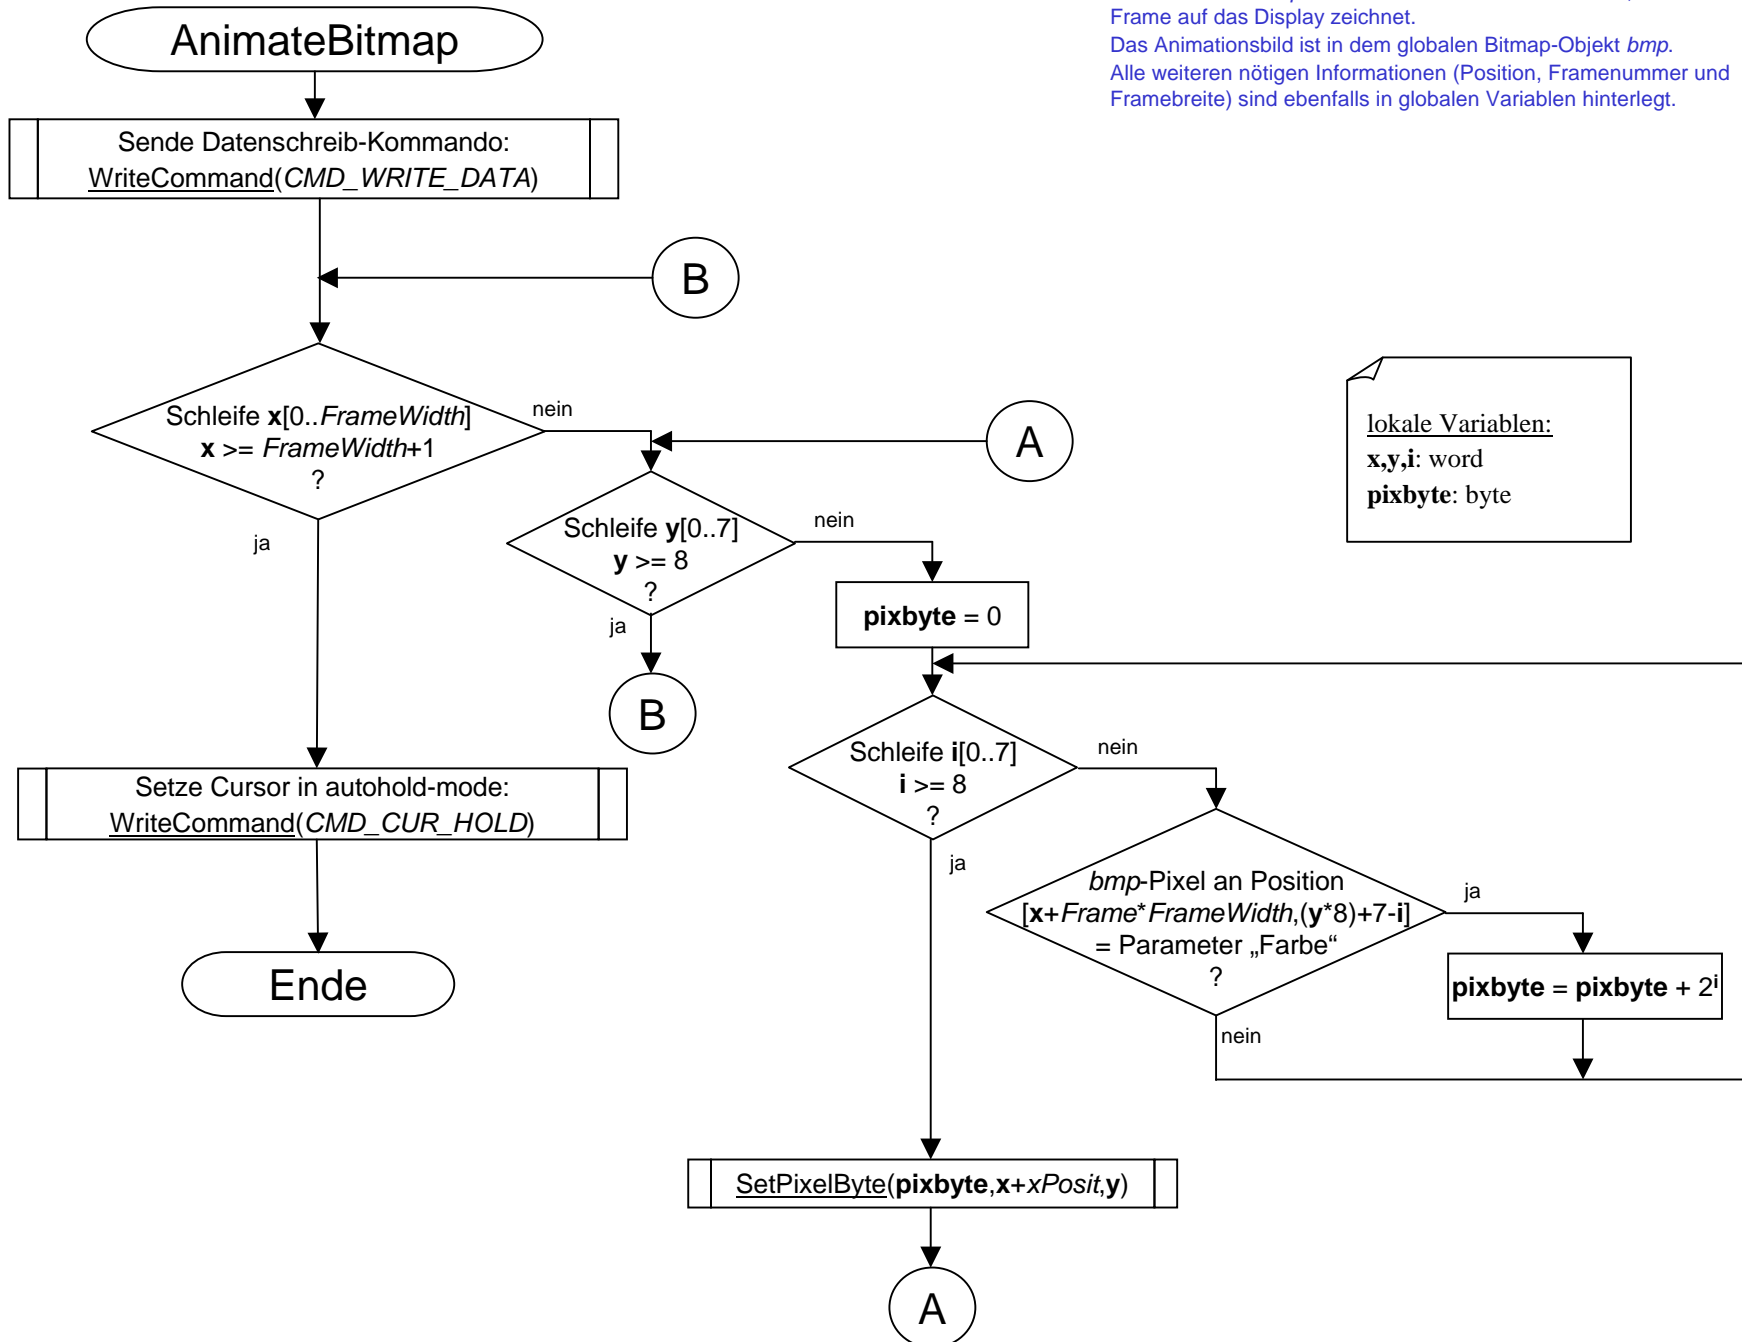 AnimateBitmap
Frame auf das Display zeichnet.
Das Animationsbild ist in dem globalen Bitmap-Objekt bmp.
Alle weiteren nötigen Informationen (Position, Framenummer und
Framebreite) sind ebenfalls in globalen Variablen hinterlegt.
Sende Datenschreib-Kommando:
WriteCommand(CMD_WRITE_DATA)
B
Schleife x[0..FrameWidth]
x >= FrameWidth+1
?
nein
ja
A
lokale Variablen:
x,y,i: word
pixbyte: byte
Schleife y[0..7]
y >= 8
?
nein
ja
pixbyte = 0
B
Schleife i[0..7]
i >= 8
?
nein
ja
Setze Cursor in autohold-mode:
WriteCommand(CMD_CUR_HOLD)
bmp-Pixel an Position
[x+Frame*FrameWidth,(y*8)+7-i]
= Parameter „Farbe“
?
ja
nein
pixbyte = pixbyte + 2^i
Ende
SetPixelByte(pixbyte,x+xPosit,y)
A